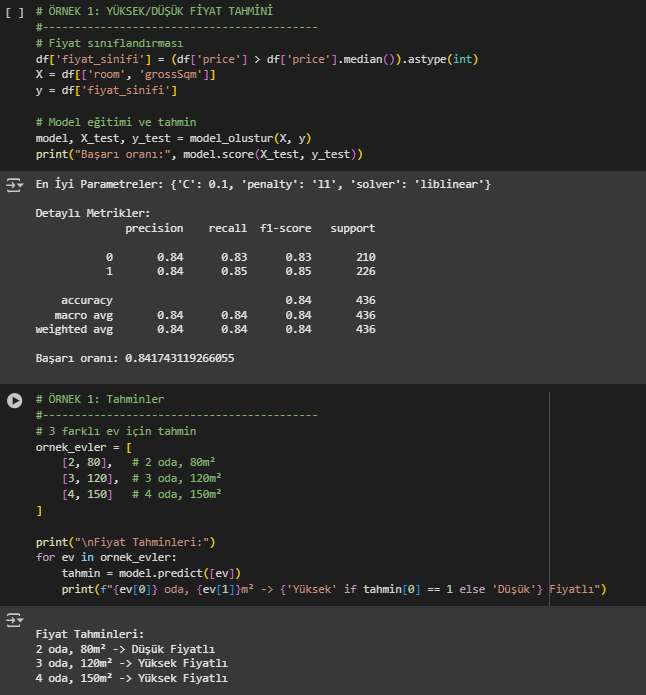 [ ] # ÖRNEK 1: YÜKSEK/DÜŞÜK FİYAT TAHMİNİ
#-------------------------------------------
# Fiyat sınıflandırması
df['fiyat_sinifi'] = (df['price'] > df['price'].median()).astype(int)
X = df[['room', 'grossSqm']]
y = df['fiyat_sinifi']

# Model eğitimi ve tahmin
model, X_test, y_test = model_olustur(X, y)
print("Başarı oranı:", model.score(X_test, y_test))

En İyi Parametreler: {'C': 0.1, 'penalty': 'l1', 'solver': 'liblinear'}

Detaylı Metrikler:
              precision    recall  f1-score   support

           0       0.84      0.83      0.83       210
           1       0.84      0.85      0.85       226

    accuracy                           0.84       436
   macro avg       0.84      0.84      0.84       436
weighted avg       0.84      0.84      0.84       436

Başarı oranı: 0.841743119266055

# ÖRNEK 1: Tahminler
#-------------------------------------------
# 3 farklı ev için tahmin
ornek_evler = [
    [2, 80],   # 2 oda, 80m²
    [3, 120],  # 3 oda, 120m²
    [4, 150]   # 4 oda, 150m²
]

print("\nFiyat Tahminleri:")
for ev in ornek_evler:
    tahmin = model.predict([ev])
    print(f"{ev[0]} oda, {ev[1]}m² -> {'Yüksek' if tahmin[0] == 1 else 'Düşük'} Fiyatlı")

Fiyat Tahminleri:
2 oda, 80m² -> Düşük Fiyatlı
3 oda, 120m² -> Yüksek Fiyatlı
4 oda, 150m² -> Yüksek Fiyatlı